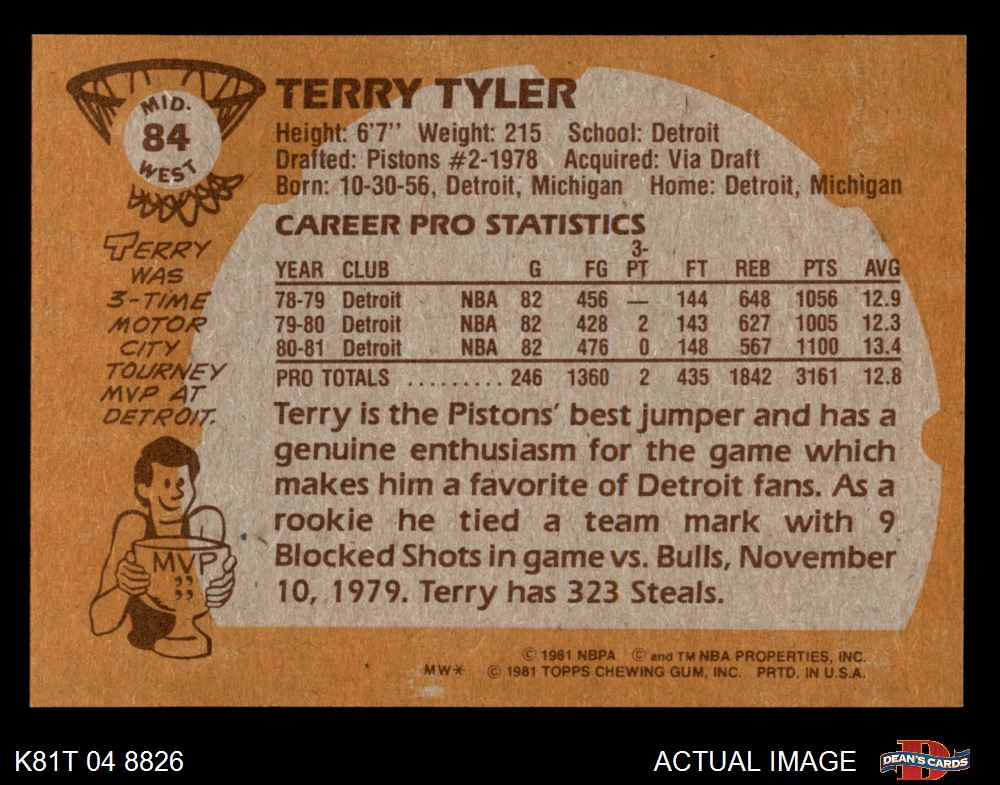 MID-
84
WEST
TERRY TYLER
Height: 6'7" Weight: 215 School: Detroit
Drafted: Pistons #2-1978 Acquired: Via Draft
Born: 10-30-56, Detroit, Michigan Home: Detroit, Michigan
CAREER PRO STATISTICS
YEAR CLUB G FG 3-PT FT REB PTS AVG
78-79 Detroit NBA 82 456 — 144 648 1056 12.9
79-80 Detroit NBA 82 428 2 143 627 1005 12.3
80-81 Detroit NBA 82 476 0 148 567 1100 13.4
PRO TOTALS ......... 246 1360 2 435 1842 3161 12.8
Terry is the Pistons' best jumper and has a
genuine enthusiasm for the game which
makes him a favorite of Detroit fans. As a
rookie he tied a team mark with 9
Blocked Shots in game vs. Bulls, November
10, 1979. Terry has 323 Steals.
TERRY
WAS
3-TIME
MOTOR
CITY
TOURNEY
MVP AT
DETROIT.
MVP
© 1981 NBPA © and TM NBA PROPERTIES, INC.
MW* © 1981 TOPPS CHEWING GUM, INC. PRTD. IN U.S.A.
K81T 04 8826
ACTUAL IMAGE
D
DEAN'S CARDS